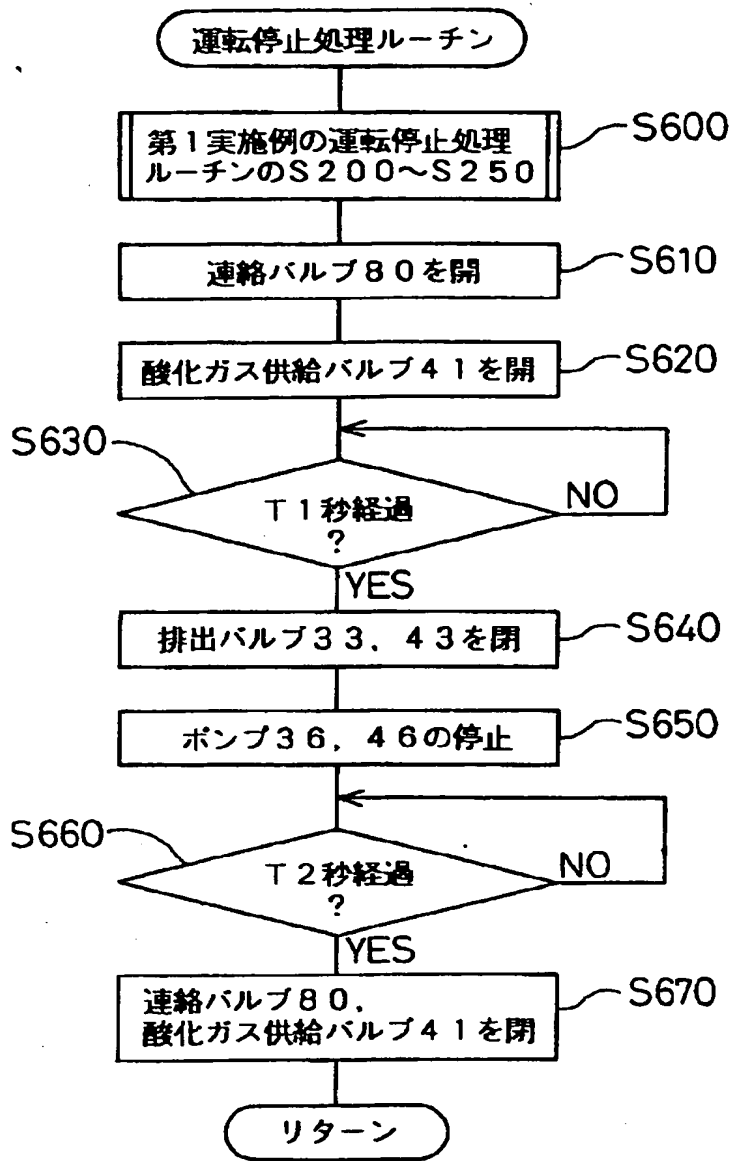 運転停止処理ルーチン
第１実施例の運転停止処理
ルーチンのＳ２００～Ｓ２５０
S600
連絡バルブ８０を開
S610
酸化ガス供給バルブ４１を開
S620
S630
Ｔ１秒経過
？
NO
YES
排出バルブ３３，４３を閉
S640
ポンプ３６，４６の停止
S650
S660
Ｔ２秒経過
？
NO
YES
連絡バルブ８０，
酸化ガス供給バルブ４１を閉
S670
リターン